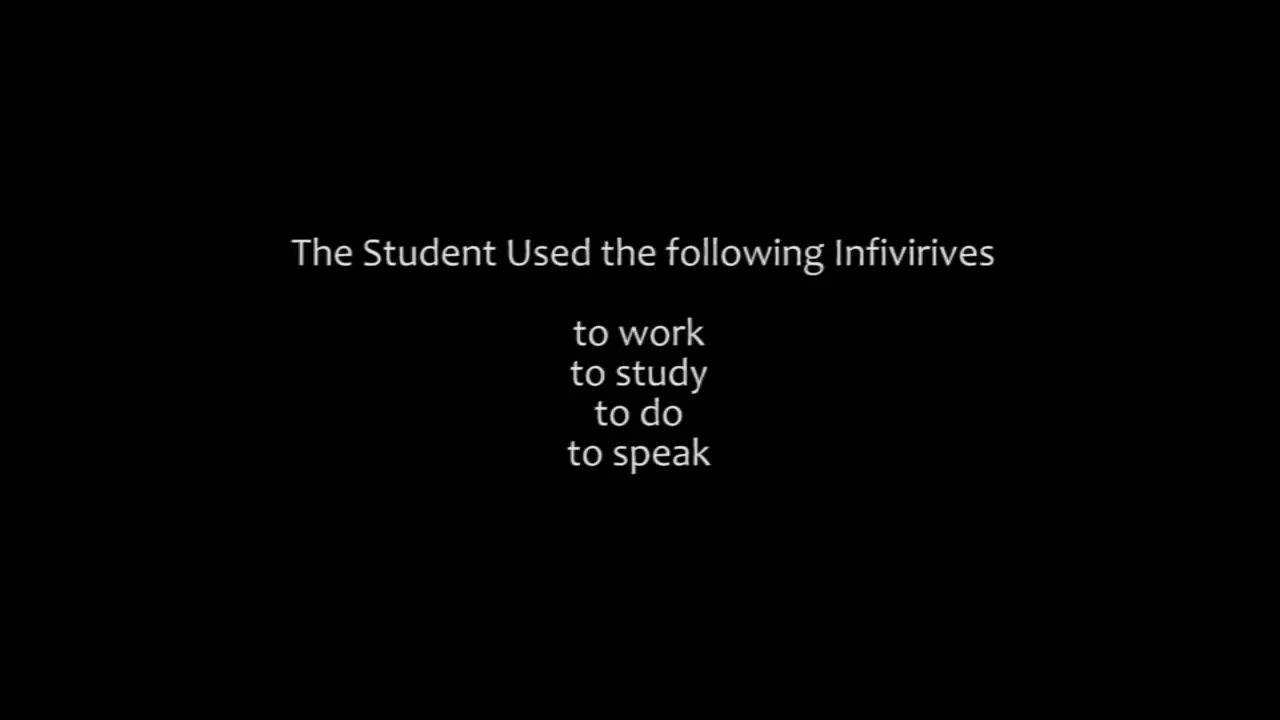 The Student Used the following Infivirives
to work
to study
to do
to speak